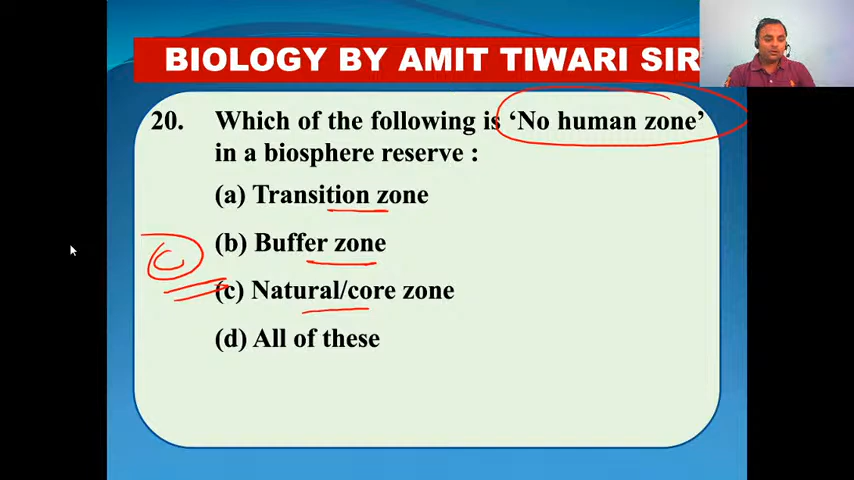 BIOLOGY BY AMIT TIWARI SIR
20. Which of the following is ‘No human zone’
in a biosphere reserve :
(a) Transition zone
(b) Buffer zone
C
(c) Natural/core zone
(d) All of these